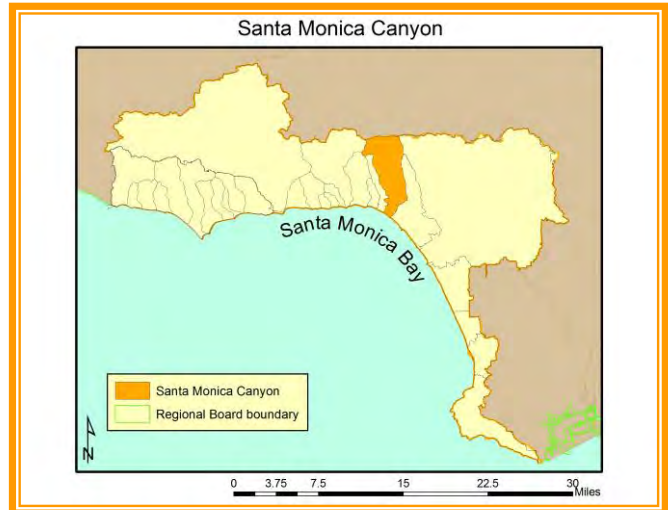 Santa Monica Canyon
Santa Monica Bay
Santa Monica Canyon
Regional Board boundary
N
0 3.75 7.5 15 22.5 30
Miles